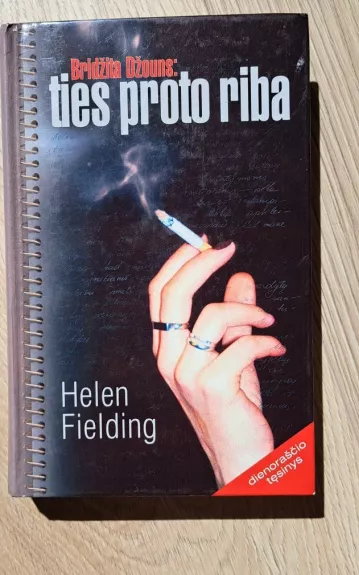 Bridžita Džouns:
ties proto riba
Helen
Fielding
dienoraščio
tęsinys